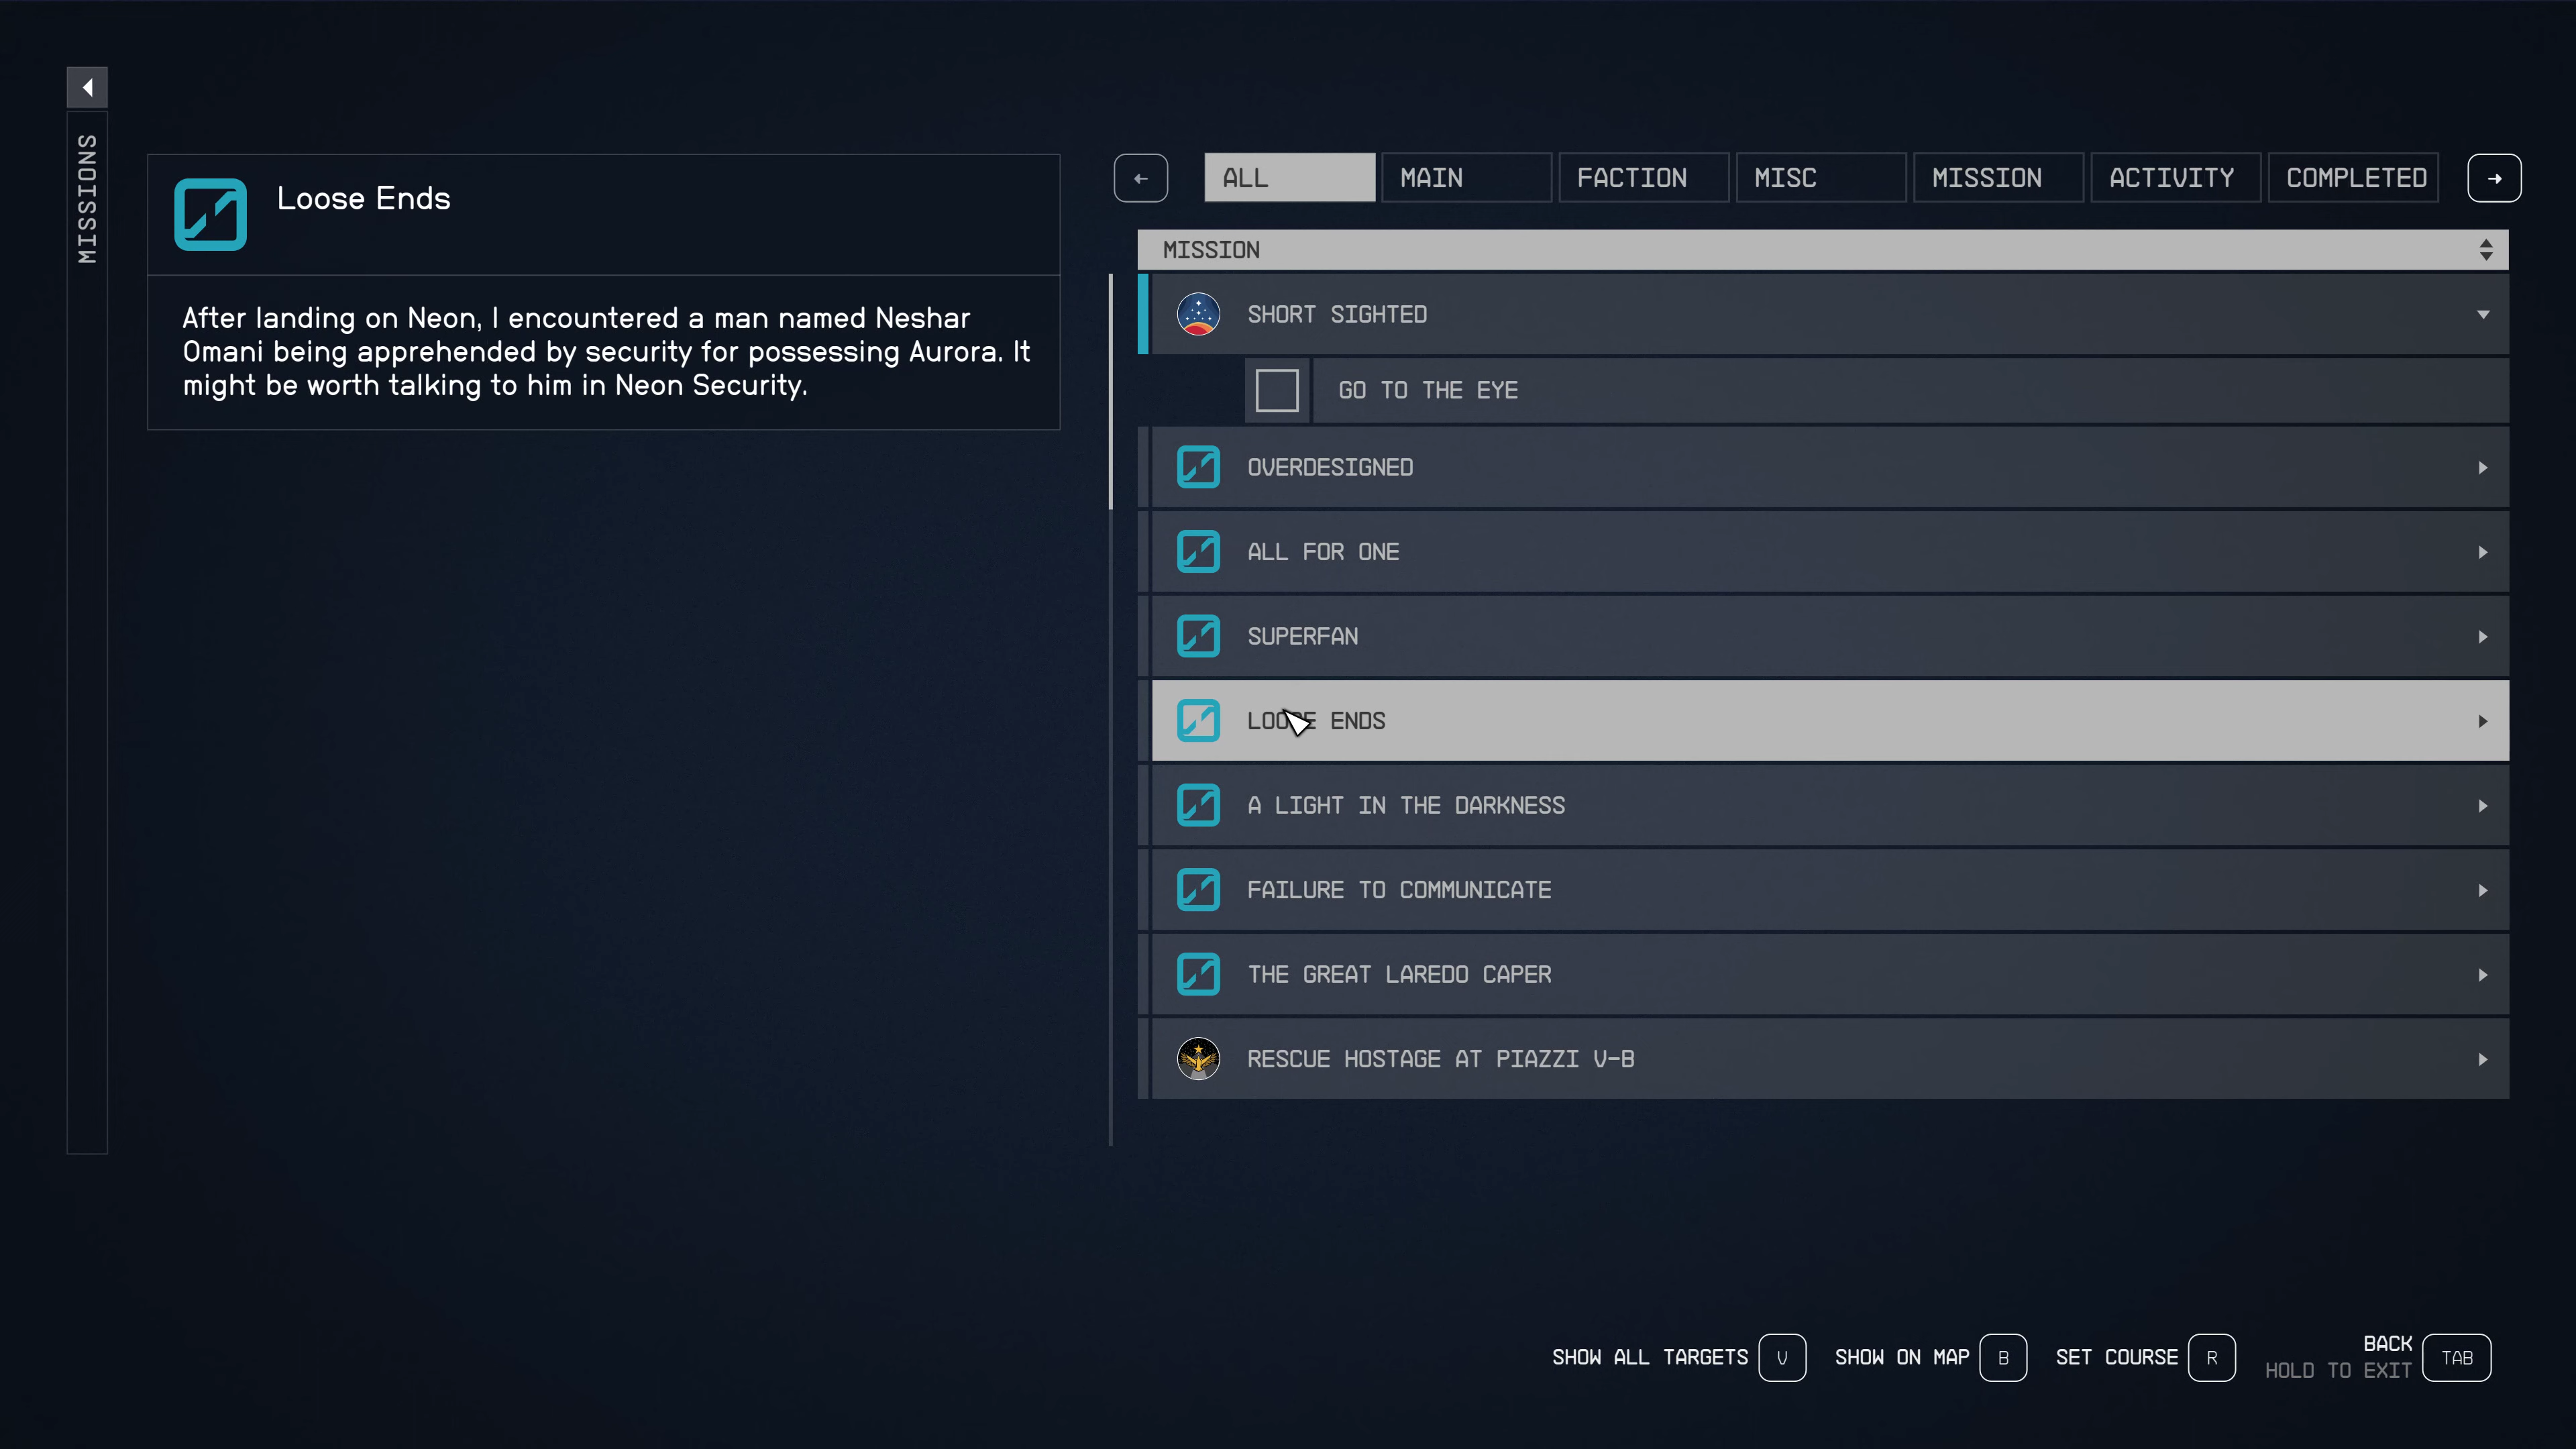 MISSIONS
Loose Ends
After landing on Neon, I encountered a man named Neshar
Omani being apprehended by security for possessing Aurora. It
might be worth talking to him in Neon Security.
ALL
MAIN
FACTION
MISC
MISSION
ACTIVITY
COMPLETED
MISSION
SHORT SIGHTED
GO TO THE EYE
OVERDESIGNED
ALL FOR ONE
SUPERFAN
LOOSE ENDS
A LIGHT IN THE DARKNESS
FAILURE TO COMMUNICATE
THE GREAT LAREDO CAPER
RESCUE HOSTAGE AT PIAZZI V-B
SHOW ALL TARGETS V
SHOW ON MAP B
SET COURSE R
BACK
HOLD TO EXIT
TAB